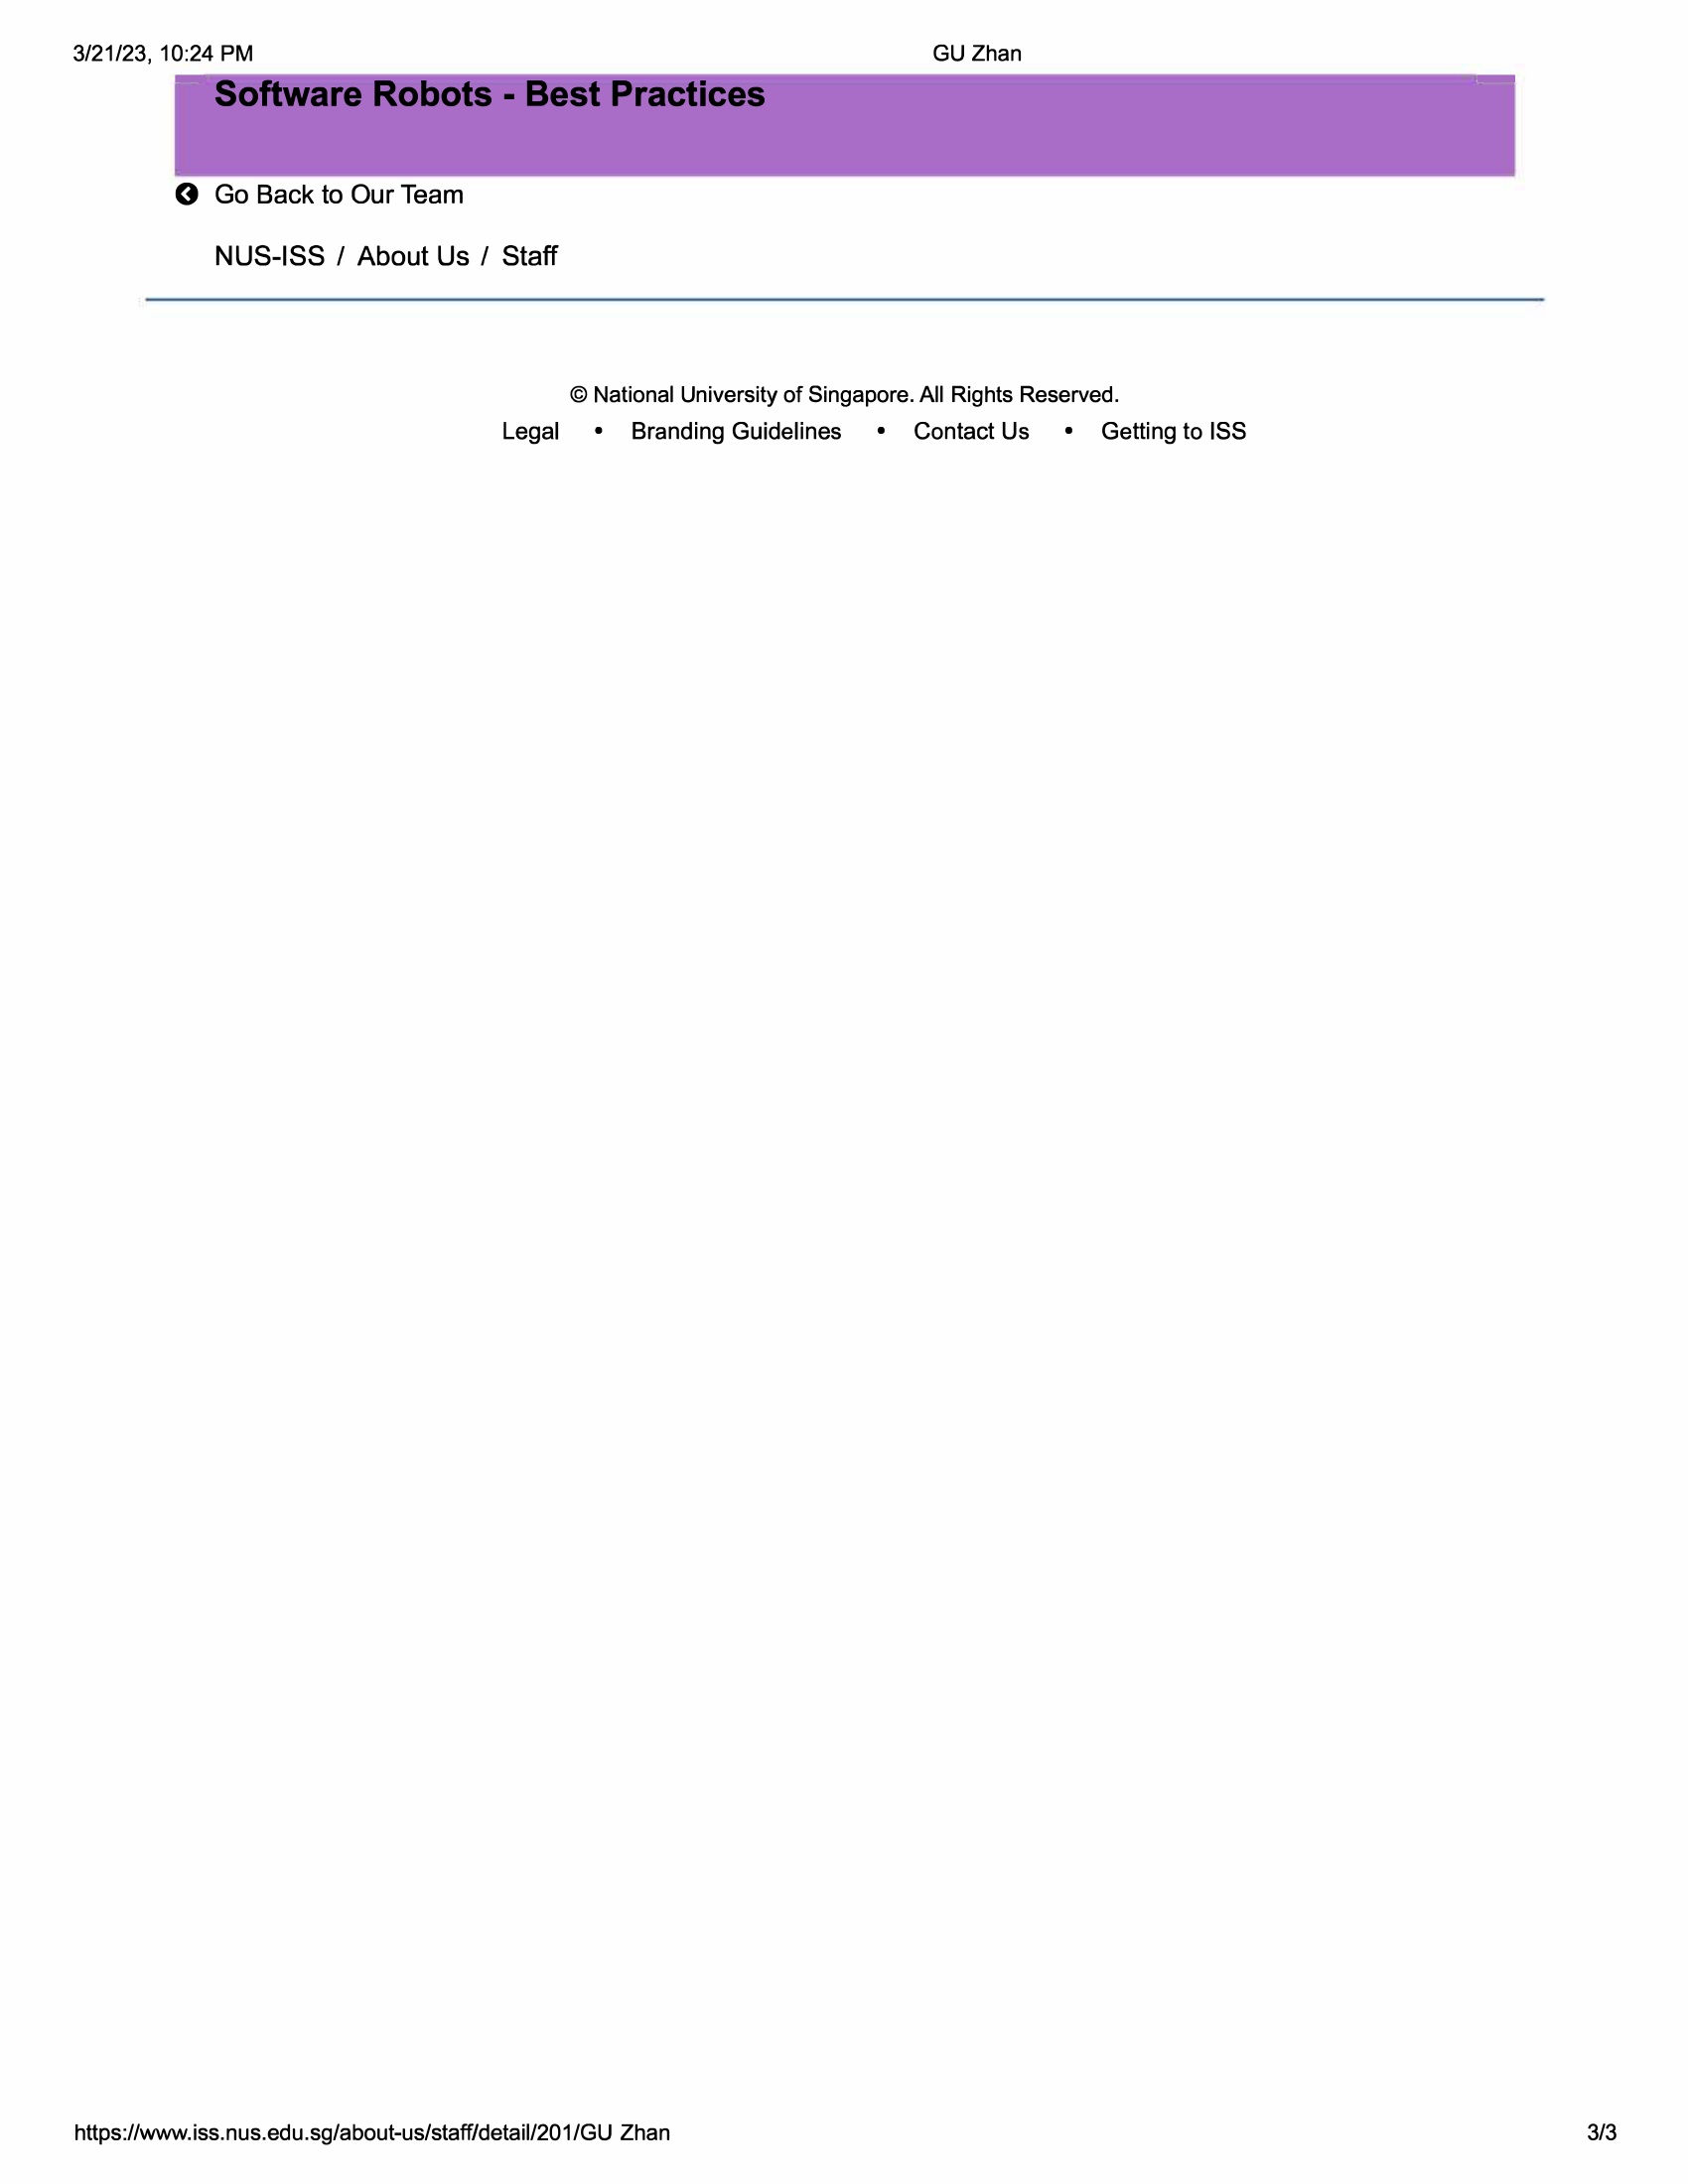 3/21/23, 10:24 PM GU Zhan
Software Robots - Best Practices
Go Back to Our Team
NUS-ISS / About Us / Staff
© National University of Singapore. All Rights Reserved.
Legal • Branding Guidelines • Contact Us • Getting to ISS
https://www.iss.nus.edu.sg/about-us/staff/detail/201/GU Zhan 3/3